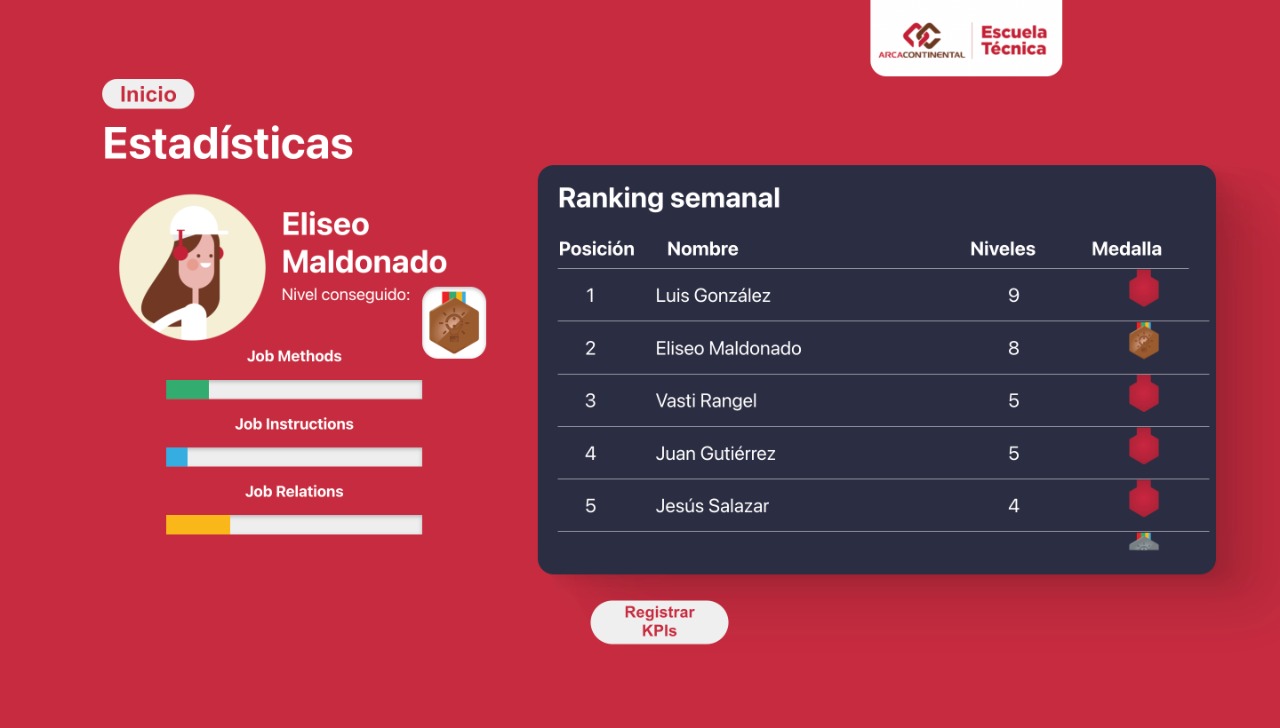 ARCACONTINENTAL
Escuela
Técnica
Inicio
Estadísticas
Eliseo
Maldonado
Nivel conseguido:
Job Methods
Job Instructions
Job Relations
Ranking semanal
Posición Nombre Niveles Medalla
1 Luis González 9
2 Eliseo Maldonado 8
3 Vasti Rangel 5
4 Juan Gutiérrez 5
5 Jesús Salazar 4
Registrar
KPIs